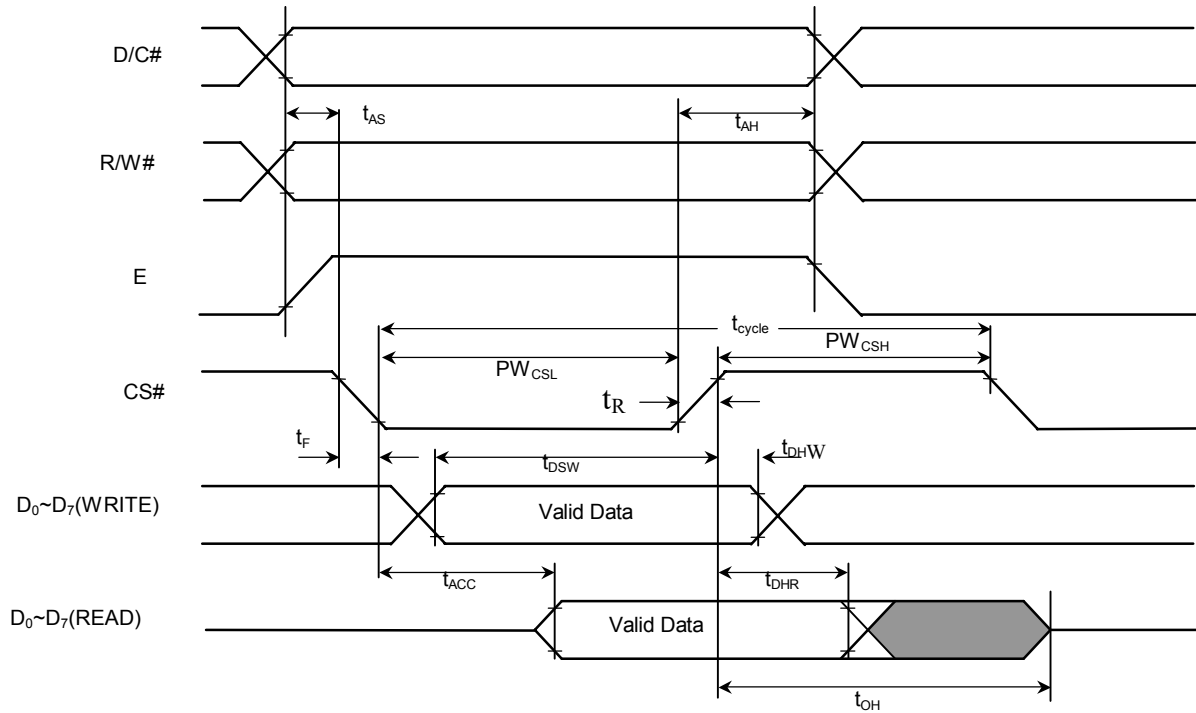 D/C#
tAS
tAH
R/W#
E
tcycle
PWCSL
PWCSH
CS#
tR
tF
tDSW
tDHW
D0~D7(WRITE)
Valid Data
tACC
tDHR
D0~D7(READ)
Valid Data
tOH